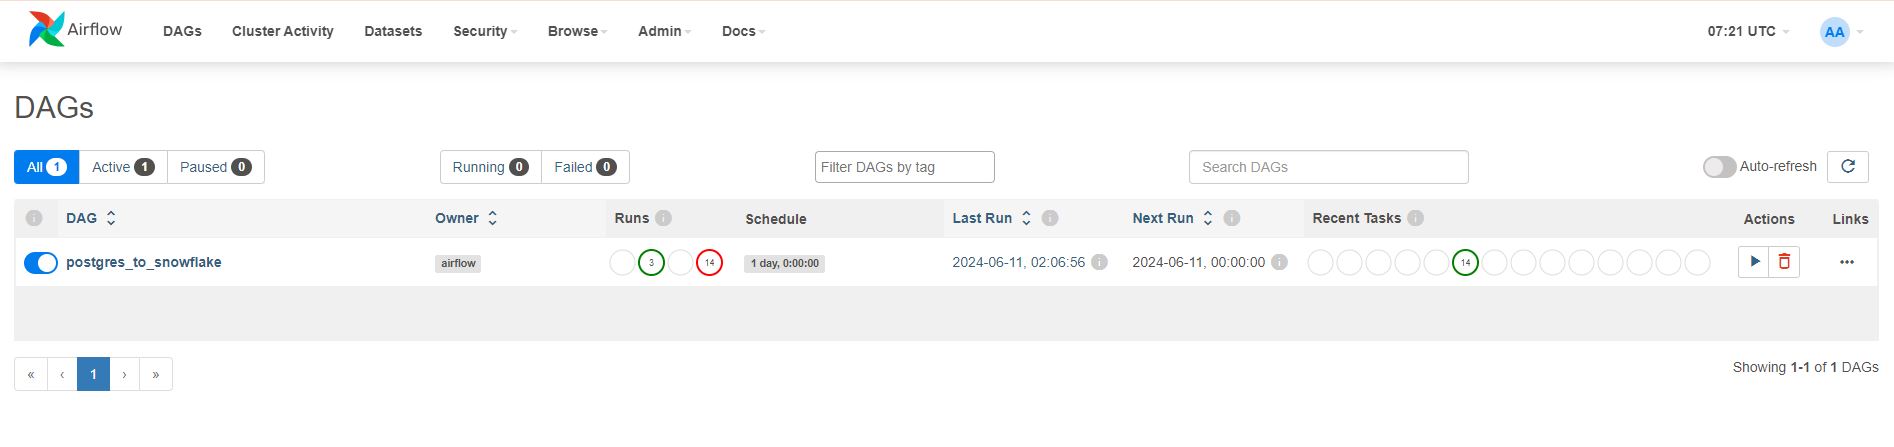 Airflow DAGs Cluster Activity Datasets Security Browse Admin Docs 07:21 UTC AA
DAGs
All 1 Active 1 Paused 0 Running 0 Failed 0 Filter DAGs by tag Search DAGs Auto-refresh
DAG Owner Runs Schedule Last Run Next Run Recent Tasks Actions Links
postgres_to_snowflake airflow 3 14 1 day, 0:00:00 2024-06-11, 02:06:56 2024-06-11, 00:00:00 14
« ‹ 1 › » Showing 1-1 of 1 DAGs